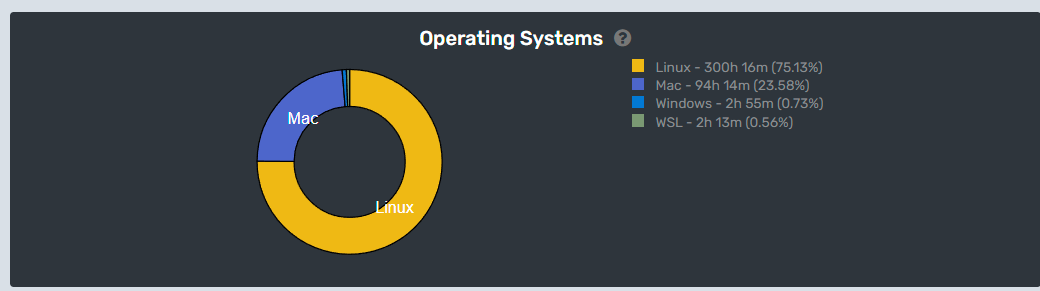 Operating Systems ?
Linux - 300h 16m (75.13%)
Mac - 94h 14m (23.58%)
Windows - 2h 55m (0.73%)
WSL - 2h 13m (0.56%)
Mac
Linux